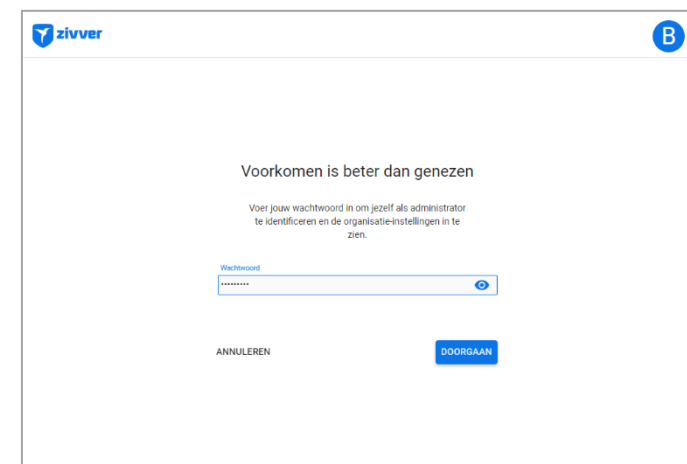 zivver
B
Voorkomen is beter dan genezen
Voer jouw wachtwoord in om jezelf als administrator
te identificeren en de organisatie-instellingen in te
zien.
Wachtwoord
•••••••••
ANNULEREN
DOORGAAN